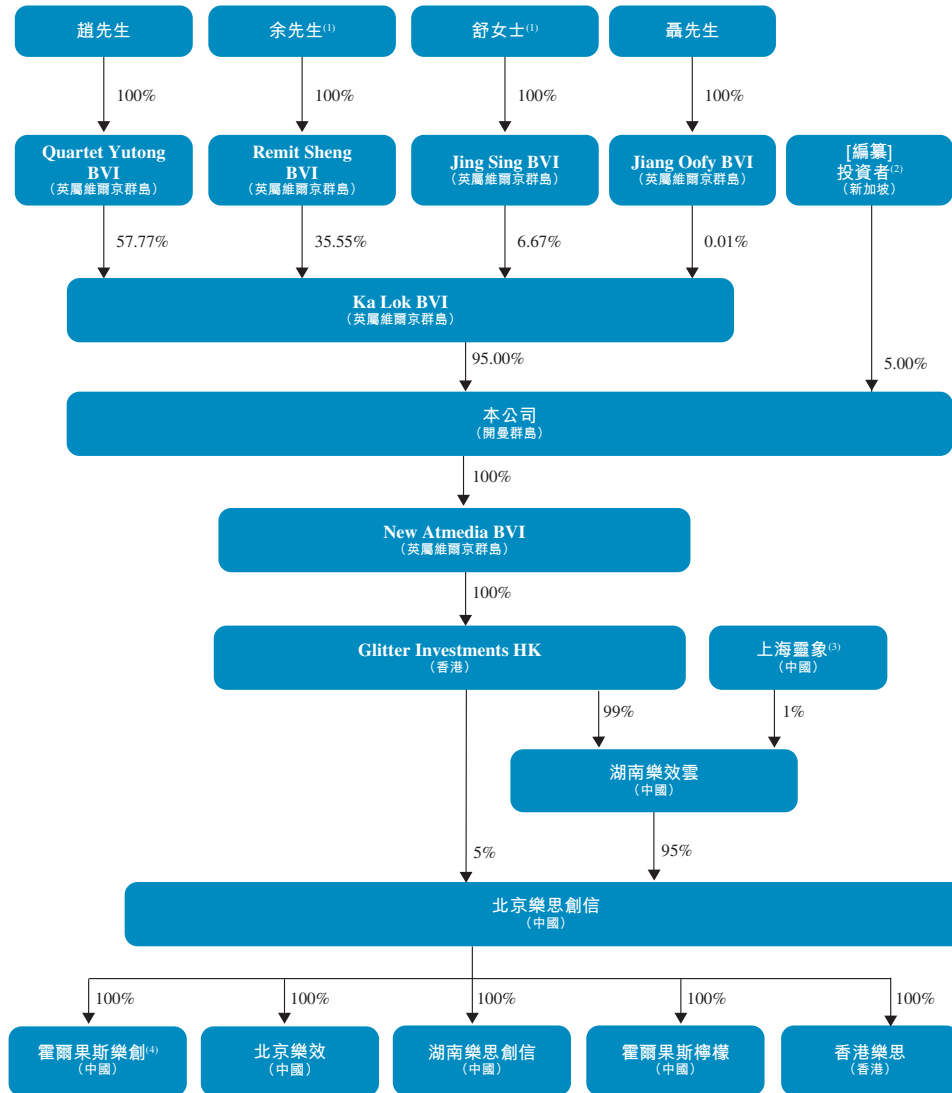 趙先生
余先生(1)
舒女士(1)
聶先生
100%
100%
100%
100%
Quartet Yutong
BVI
（英屬維爾京群島）
Remit Sheng
BVI
（英屬維爾京群島）
Jing Sing BVI
（英屬維爾京群島）
Jiang Oofy BVI
（英屬維爾京群島）
[編纂]
投資者(2)
（新加坡）
57.77%
35.55%
6.67%
0.01%
Ka Lok BVI
（英屬維爾京群島）
95.00%
5.00%
本公司
（開曼群島）
100%
New Atmedia BVI
（英屬維爾京群島）
100%
Glitter Investments HK
（香港）
上海靈象(3)
（中國）
99%
1%
湖南樂效雲
（中國）
5%
95%
北京樂思創信
（中國）
100%
100%
100%
100%
100%
霍爾果斯樂創(4)
（中國）
北京樂效
（中國）
湖南樂思創信
（中國）
霍爾果斯檸檬
（中國）
香港樂思
（香港）